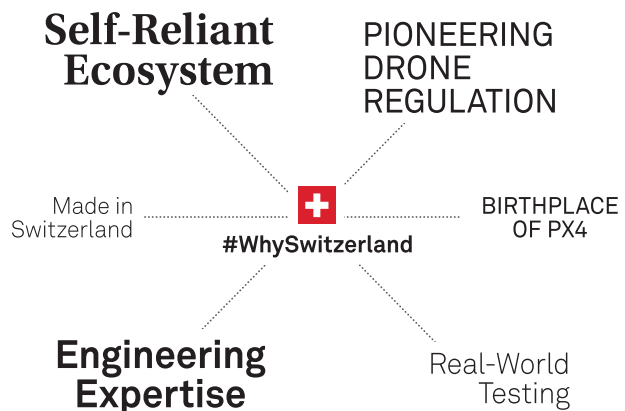 Self-Reliant
Ecosystem
PIONEERING
DRONE
REGULATION
Made in
Switzerland
#WhySwitzerland
BIRTHPLACE
OF PX4
Engineering
Expertise
Real-World
Testing